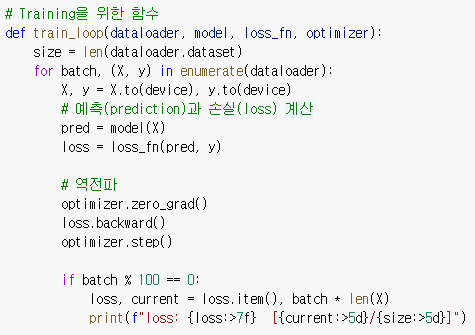 # Training을 위한 함수
def train_loop(dataloader, model, loss_fn, optimizer):
    size = len(dataloader.dataset)
    for batch, (X, y) in enumerate(dataloader):
        X, y = X.to(device), y.to(device)
        # 예측(prediction)과 손실(loss) 계산
        pred = model(X)
        loss = loss_fn(pred, y)

        # 역전파
        optimizer.zero_grad()
        loss.backward()
        optimizer.step()

        if batch % 100 == 0:
            loss, current = loss.item(), batch * len(X)
            print(f"loss: {loss:>7f}  [{current:>5d}/{size:>5d}]")